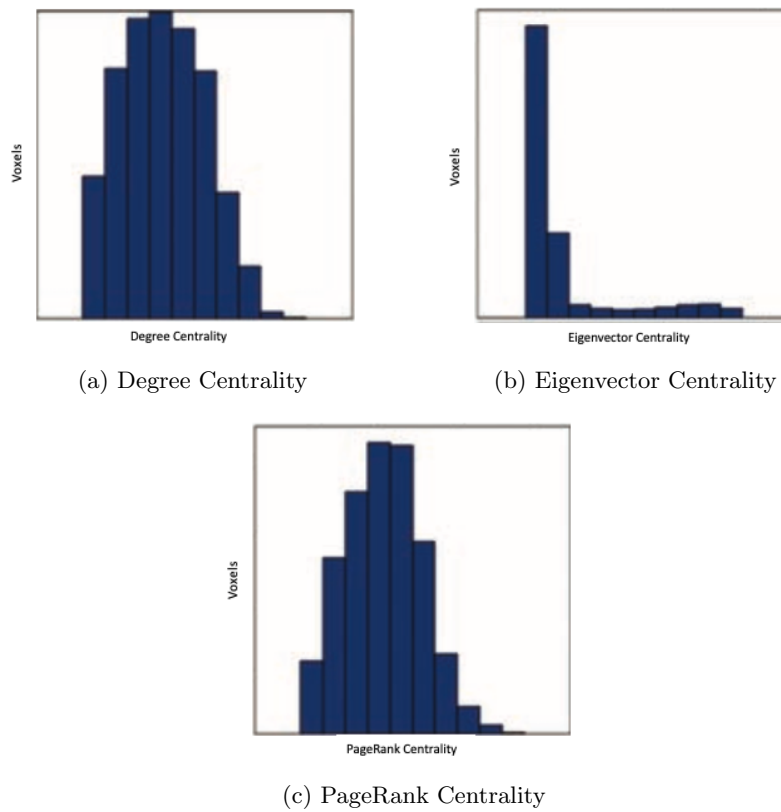 Voxels
Degree Centrality
(a) Degree Centrality
Voxels
Eigenvector Centrality
(b) Eigenvector Centrality
Voxels
PageRank Centrality
(c) PageRank Centrality